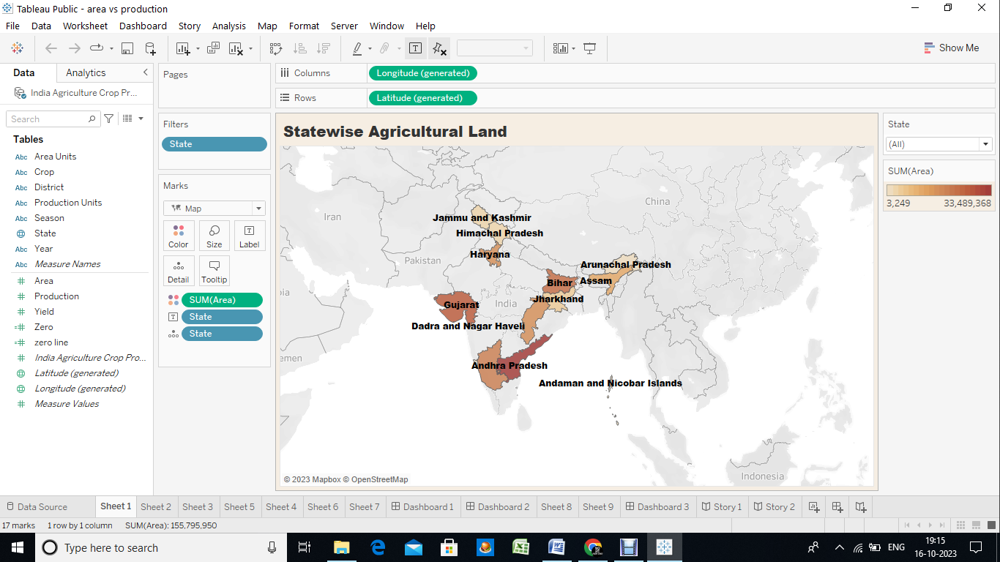 Tableau Public - area vs production
File Data Worksheet Dashboard Story Analysis Map Format Server Window Help
Show Me
Data Analytics
India Agriculture Crop Pr...
Search
Tables
Abc Area Units
Abc Crop
Abc District
Abc Production Units
Abc Season
State
Abc Year
Abc Measure Names
Area
Production
Yield
Zero
zero line
India Agriculture Crop Pro...
Latitude (generated)
Longitude (generated)
Measure Values
Pages
Filters
State
Marks
Map
Color Size Label
Detail Tooltip
SUM(Area)
State
State
Columns Longitude (generated)
Rows Latitude (generated)
Statewise Agricultural Land
China
Iran
Jammu and Kashmir
Himachal Pradesh
Haryana
Pakistan
Arunachal Pradesh
Bihar Assam
bia
Jharkhand
Gujarat India
Dadra and Nagar Haveli
emen
Andhra Pradesh
Andaman and Nicobar Islands
Indonesia
© 2023 Mapbox © OpenStreetMap
State
(All)
SUM(Area)
3,249 33,489,368
Data Source Sheet 1 Sheet 2 Sheet 3 Sheet 5 Sheet 4 Sheet 6 Sheet 7 Dashboard 1 Dashboard 2 Sheet 8 Sheet 9 Dashboard 3 Story 1 Story 2
17 marks 1 row by 1 column SUM(Area): 155,795,950
Type here to search
ENG
19:15
16-10-2023